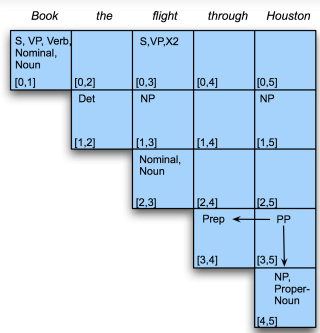 Book the flight through Houston
S, VP, Verb, S,VP,X2
Nominal,
Noun
[0,1] [0,2] [0,3] [0,4] [0,5]
Det NP NP
[1,2] [1,3] [1,4] [1,5]
Nominal,
Noun
[2,3] [2,4] [2,5]
Prep PP
[3,4] [3,5]
NP,
Proper-
Noun
[4,5]